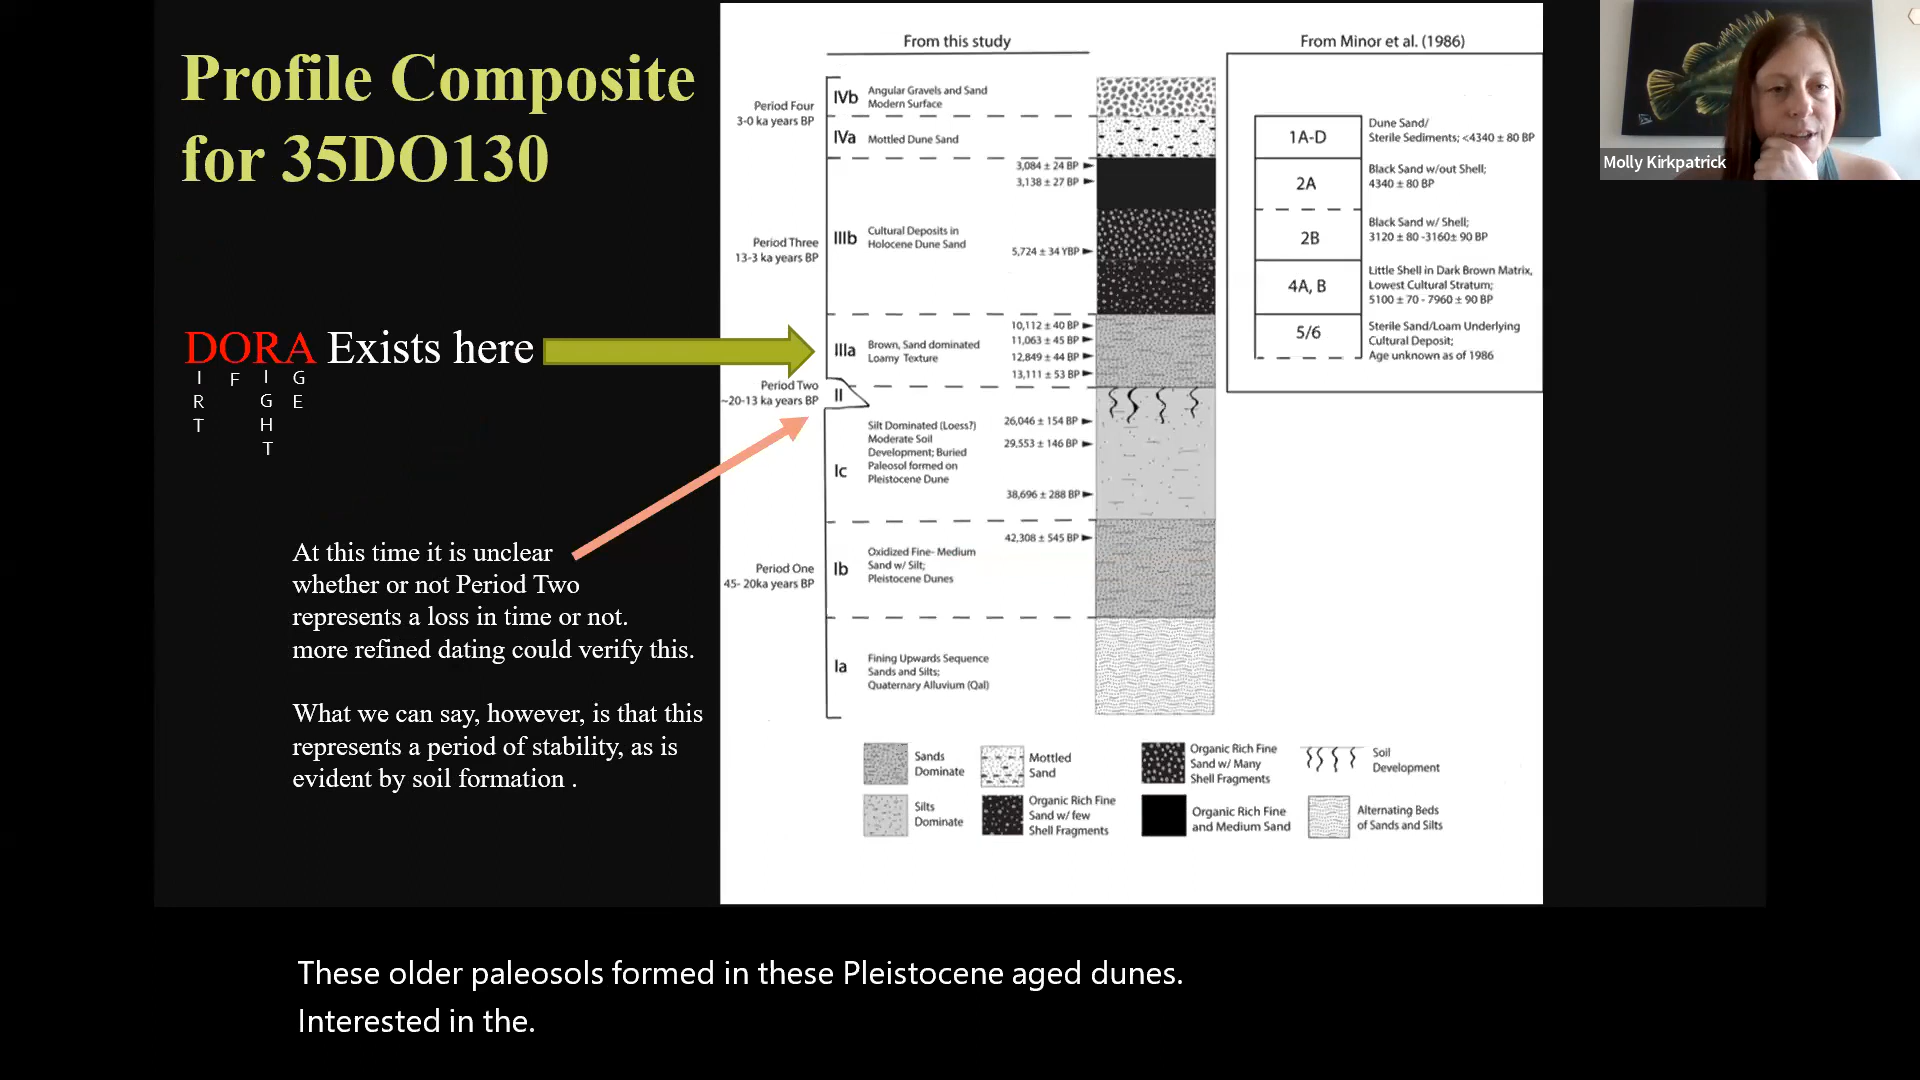 Profile Composite
for 35DO130
DORA Exists here
IRT
F
IGHT
GE
At this time it is unclear
whether or not Period Two
represents a loss in time or not.
more refined dating could verify this.
What we can say, however, is that this
represents a period of stability, as is
evident by soil formation .
From this study
Period Four
3-0 ka years BP
IVb
Angular Gravels and Sand
Modern Surface
IVa
Mottled Dune Sand
3,084 ± 24 BP
3,138 ± 27 BP
Period Three
13-3 ka years BP
IIIb
Cultural Deposits in
Holocene Dune Sand
5,724 ± 34 YBP
IIIa
Brown, Sand dominated
Loamy Texture
10,112 ± 40 BP
11,063 ± 45 BP
12,849 ± 44 BP
13,111 ± 53 BP
Period Two
~20-13 ka years BP
II
Ic
Silt Dominated (Loess?)
Moderate Soil
Development; Buried
Paleosol formed on
Pleistocene Dune
26,046 ± 154 BP
29,553 ± 146 BP
38,696 ± 288 BP
42,308 ± 545 BP
Period One
45- 20ka years BP
Ib
Oxidized Fine- Medium
Sand w/ Silt;
Pleistocene Dunes
Ia
Fining Upwards Sequence
Sands and Silts;
Quaternary Alluvium (Qal)
From Minor et al. (1986)
1A-D
Dune Sand/
Sterile Sediments; <4340 ± 80 BP
2A
Black Sand w/out Shell;
4340 ± 80 BP
2B
Black Sand w/ Shell;
3120 ± 80 -3160± 90 BP
4A, B
Little Shell in Dark Brown Matrix,
Lowest Cultural Stratum;
5100 ± 70 - 7960 ± 90 BP
5/6
Sterile Sand/Loam Underlying
Cultural Deposit;
Age unknown as of 1986
Sands
Dominate
Mottled
Sand
Organic Rich Fine
Sand w/ Many
Shell Fragments
Soil
Development
Silts
Dominate
Organic Rich Fine
Sand w/ few
Shell Fragments
Organic Rich Fine
and Medium Sand
Alternating Beds
of Sands and Silts
Molly Kirkpatrick
These older paleosols formed in these Pleistocene aged dunes.
Interested in the.